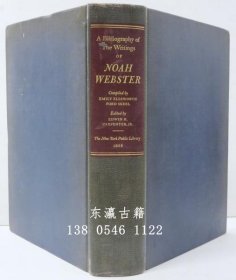 A Bibliography of
The Writings
OF
NOAH
WEBSTER
Compiled by
EMILY ELLSWORTH
FORD SKEEL
Edited by
EDWIN H.
CARPENTER, JR.
The New York Public Library
1958
东瀛古籍
138 0546 1122